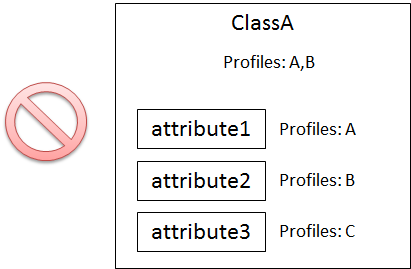 ClassA
Profiles: A,B
attribute1 Profiles: A
attribute2 Profiles: B
attribute3 Profiles: C